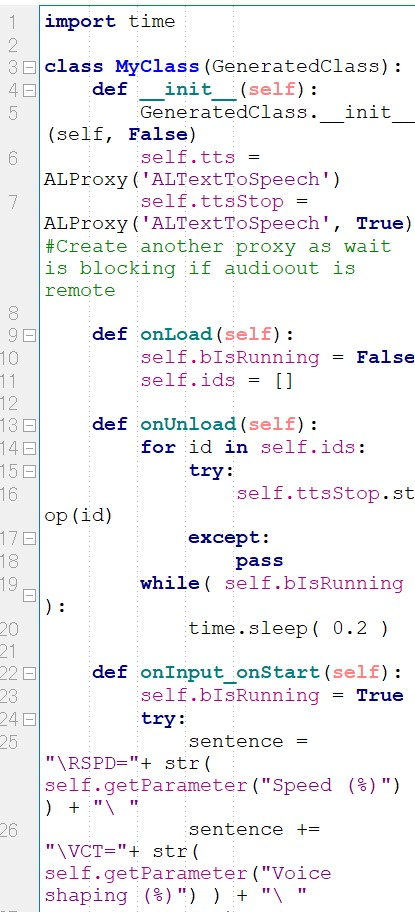 1 import time
2
3 class MyClass(GeneratedClass):
4     def __init__(self):
5         GeneratedClass.__init__
(self, False)
6         self.tts =
ALProxy('ALTextToSpeech')
7         self.ttsStop =
ALProxy('ALTextToSpeech', True)
#Create another proxy as wait
is blocking if audioout is
remote
8
9     def onLoad(self):
10         self.bIsRunning = False
11         self.ids = []
12
13     def onUnload(self):
14         for id in self.ids:
15             try:
16                 self.ttsStop.st
op(id)
17             except:
18                 pass
19         while( self.bIsRunning
):
20             time.sleep( 0.2 )
21
22     def onInput_onStart(self):
23         self.bIsRunning = True
24         try:
25             sentence =
"\RSPD="+ str(
self.getParameter("Speed (%)")
) + "\ "
26             sentence +=
"\VCT="+ str(
self.getParameter("Voice
shaping (%)") ) + "\ "